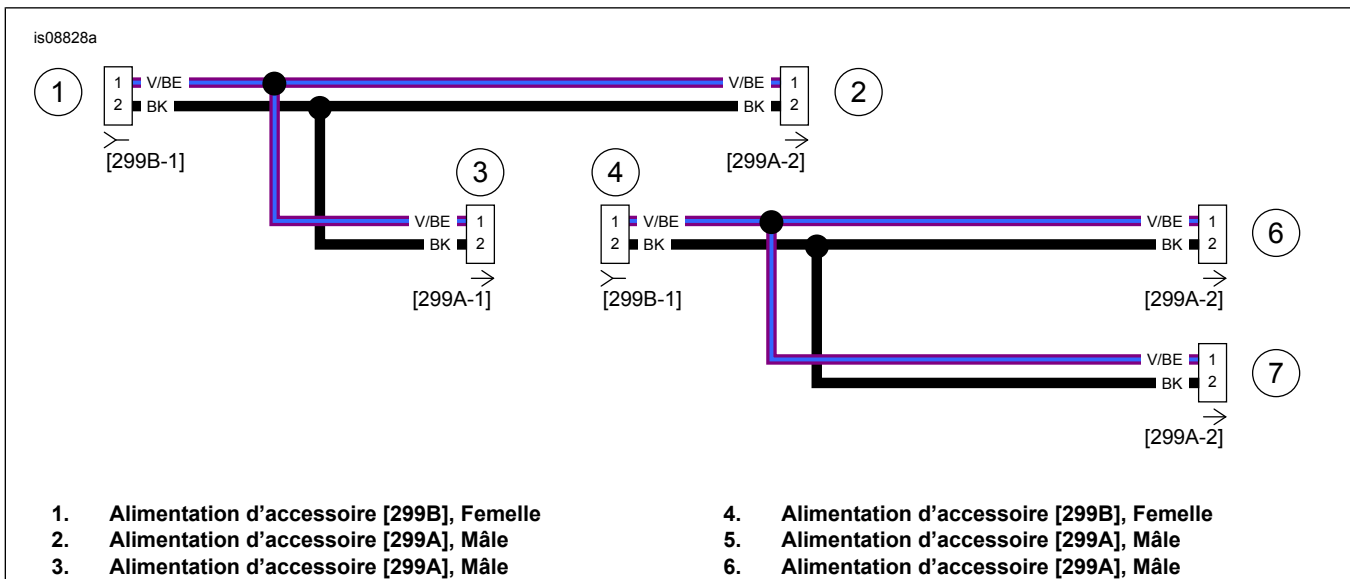 is08828a
1 1 V/BE V/BE 1 2
2 BK BK 2
[299B-1] [299A-2]
3 4
V/BE 1 1 V/BE V/BE 1 6
BK 2 2 BK BK 2
[299A-1] [299B-1] [299A-2]
V/BE 1 7
BK 2
[299A-2]
1. Alimentation d’accessoire [299B], Femelle
2. Alimentation d’accessoire [299A], Mâle
3. Alimentation d’accessoire [299A], Mâle
4. Alimentation d’accessoire [299B], Femelle
5. Alimentation d’accessoire [299A], Mâle
6. Alimentation d’accessoire [299A], Mâle